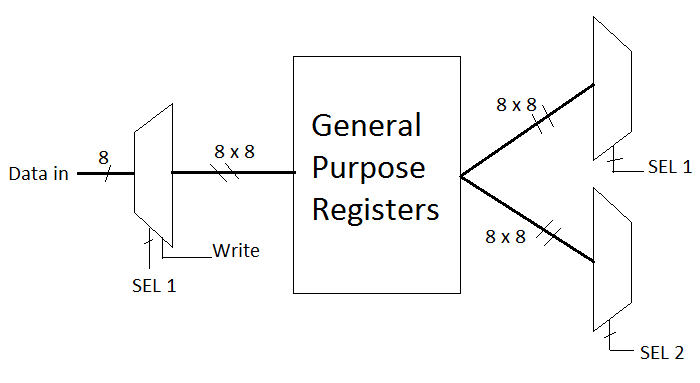 8 x 8
SEL 1
8
8 x 8
General
Purpose
Registers
Data in
Write
SEL 1
8 x 8
SEL 2